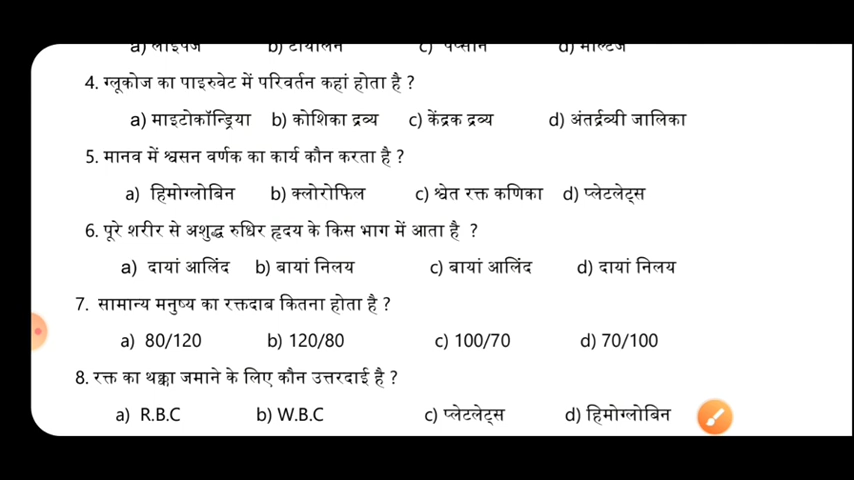 a) लाइपेज b) टायलिन c) पेप्सिन d) माल्टेज
4. ग्लूकोज का पाइरुवेट में परिवर्तन कहां होता है ?
a) माइटोकॉन्ड्रिया b) कोशिका द्रव्य c) केंद्रक द्रव्य d) अंतर्द्रव्यी जालिका
5. मानव में श्वसन वर्णक का कार्य कौन करता है ?
a) हिमोग्लोबिन b) क्लोरोफिल c) श्वेत रक्त कणिका d) प्लेटलेट्स
6. पूरे शरीर से अशुद्ध रुधिर हृदय के किस भाग में आता है ?
a) दायां आलिंद b) बायां निलय c) बायां आलिंद d) दायां निलय
7. सामान्य मनुष्य का रक्तदाब कितना होता है ?
a) 80/120 b) 120/80 c) 100/70 d) 70/100
8. रक्त का थक्का जमाने के लिए कौन उत्तरदाई है ?
a) R.B.C b) W.B.C c) प्लेटलेट्स d) हिमोग्लोबिन